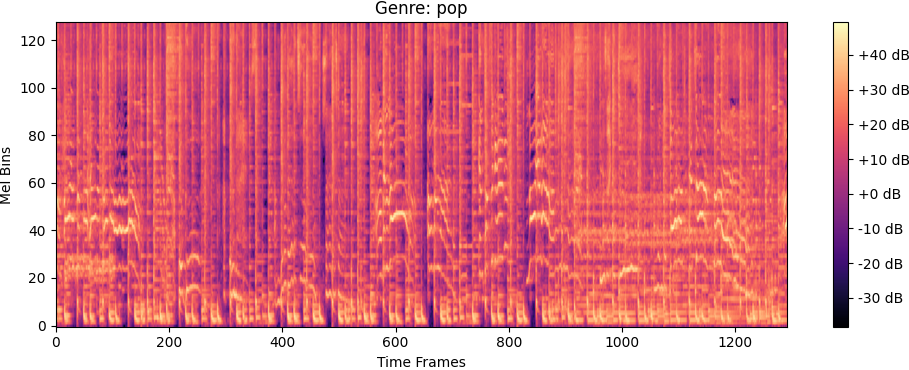 Genre: pop
120
100
80
60
40
20
0
Mel Bins
0 200 400 600 800 1000 1200
Time Frames
+40 dB
+30 dB
+20 dB
+10 dB
+0 dB
-10 dB
-20 dB
-30 dB